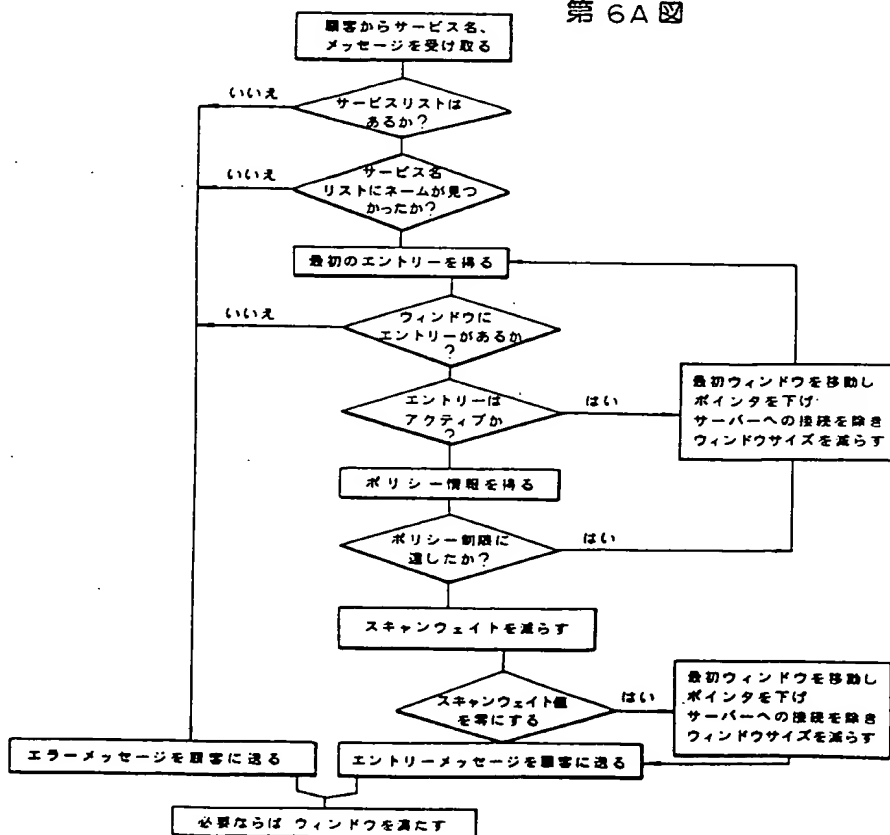 第 6A 図
顧客からサービス名、
メッセージを受け取る
いいえ
サービスリストは
あるか?
いいえ
サービス名
リストにネームが見つ
かったか?
最初のエントリーを得る
いいえ
ウィンドウに
エントリーがあるか
?
エントリーは
アクティブか
?
はい
最初ウィンドウを移動し
ポインタを下げ
サーバーへの接続を除き
ウィンドウサイズを減らす
ポリシー情報を得る
ポリシー制限に
達したか?
はい
スキャンウェイトを減らす
スキャンウェイト値
を零にする
はい
最初ウィンドウを移動し
ポインタを下げ
サーバーへの接続を除き
ウィンドウサイズを減らす
エラーメッセージを顧客に送る
エントリーメッセージを顧客に送る
必要ならば ウィンドウを満たす